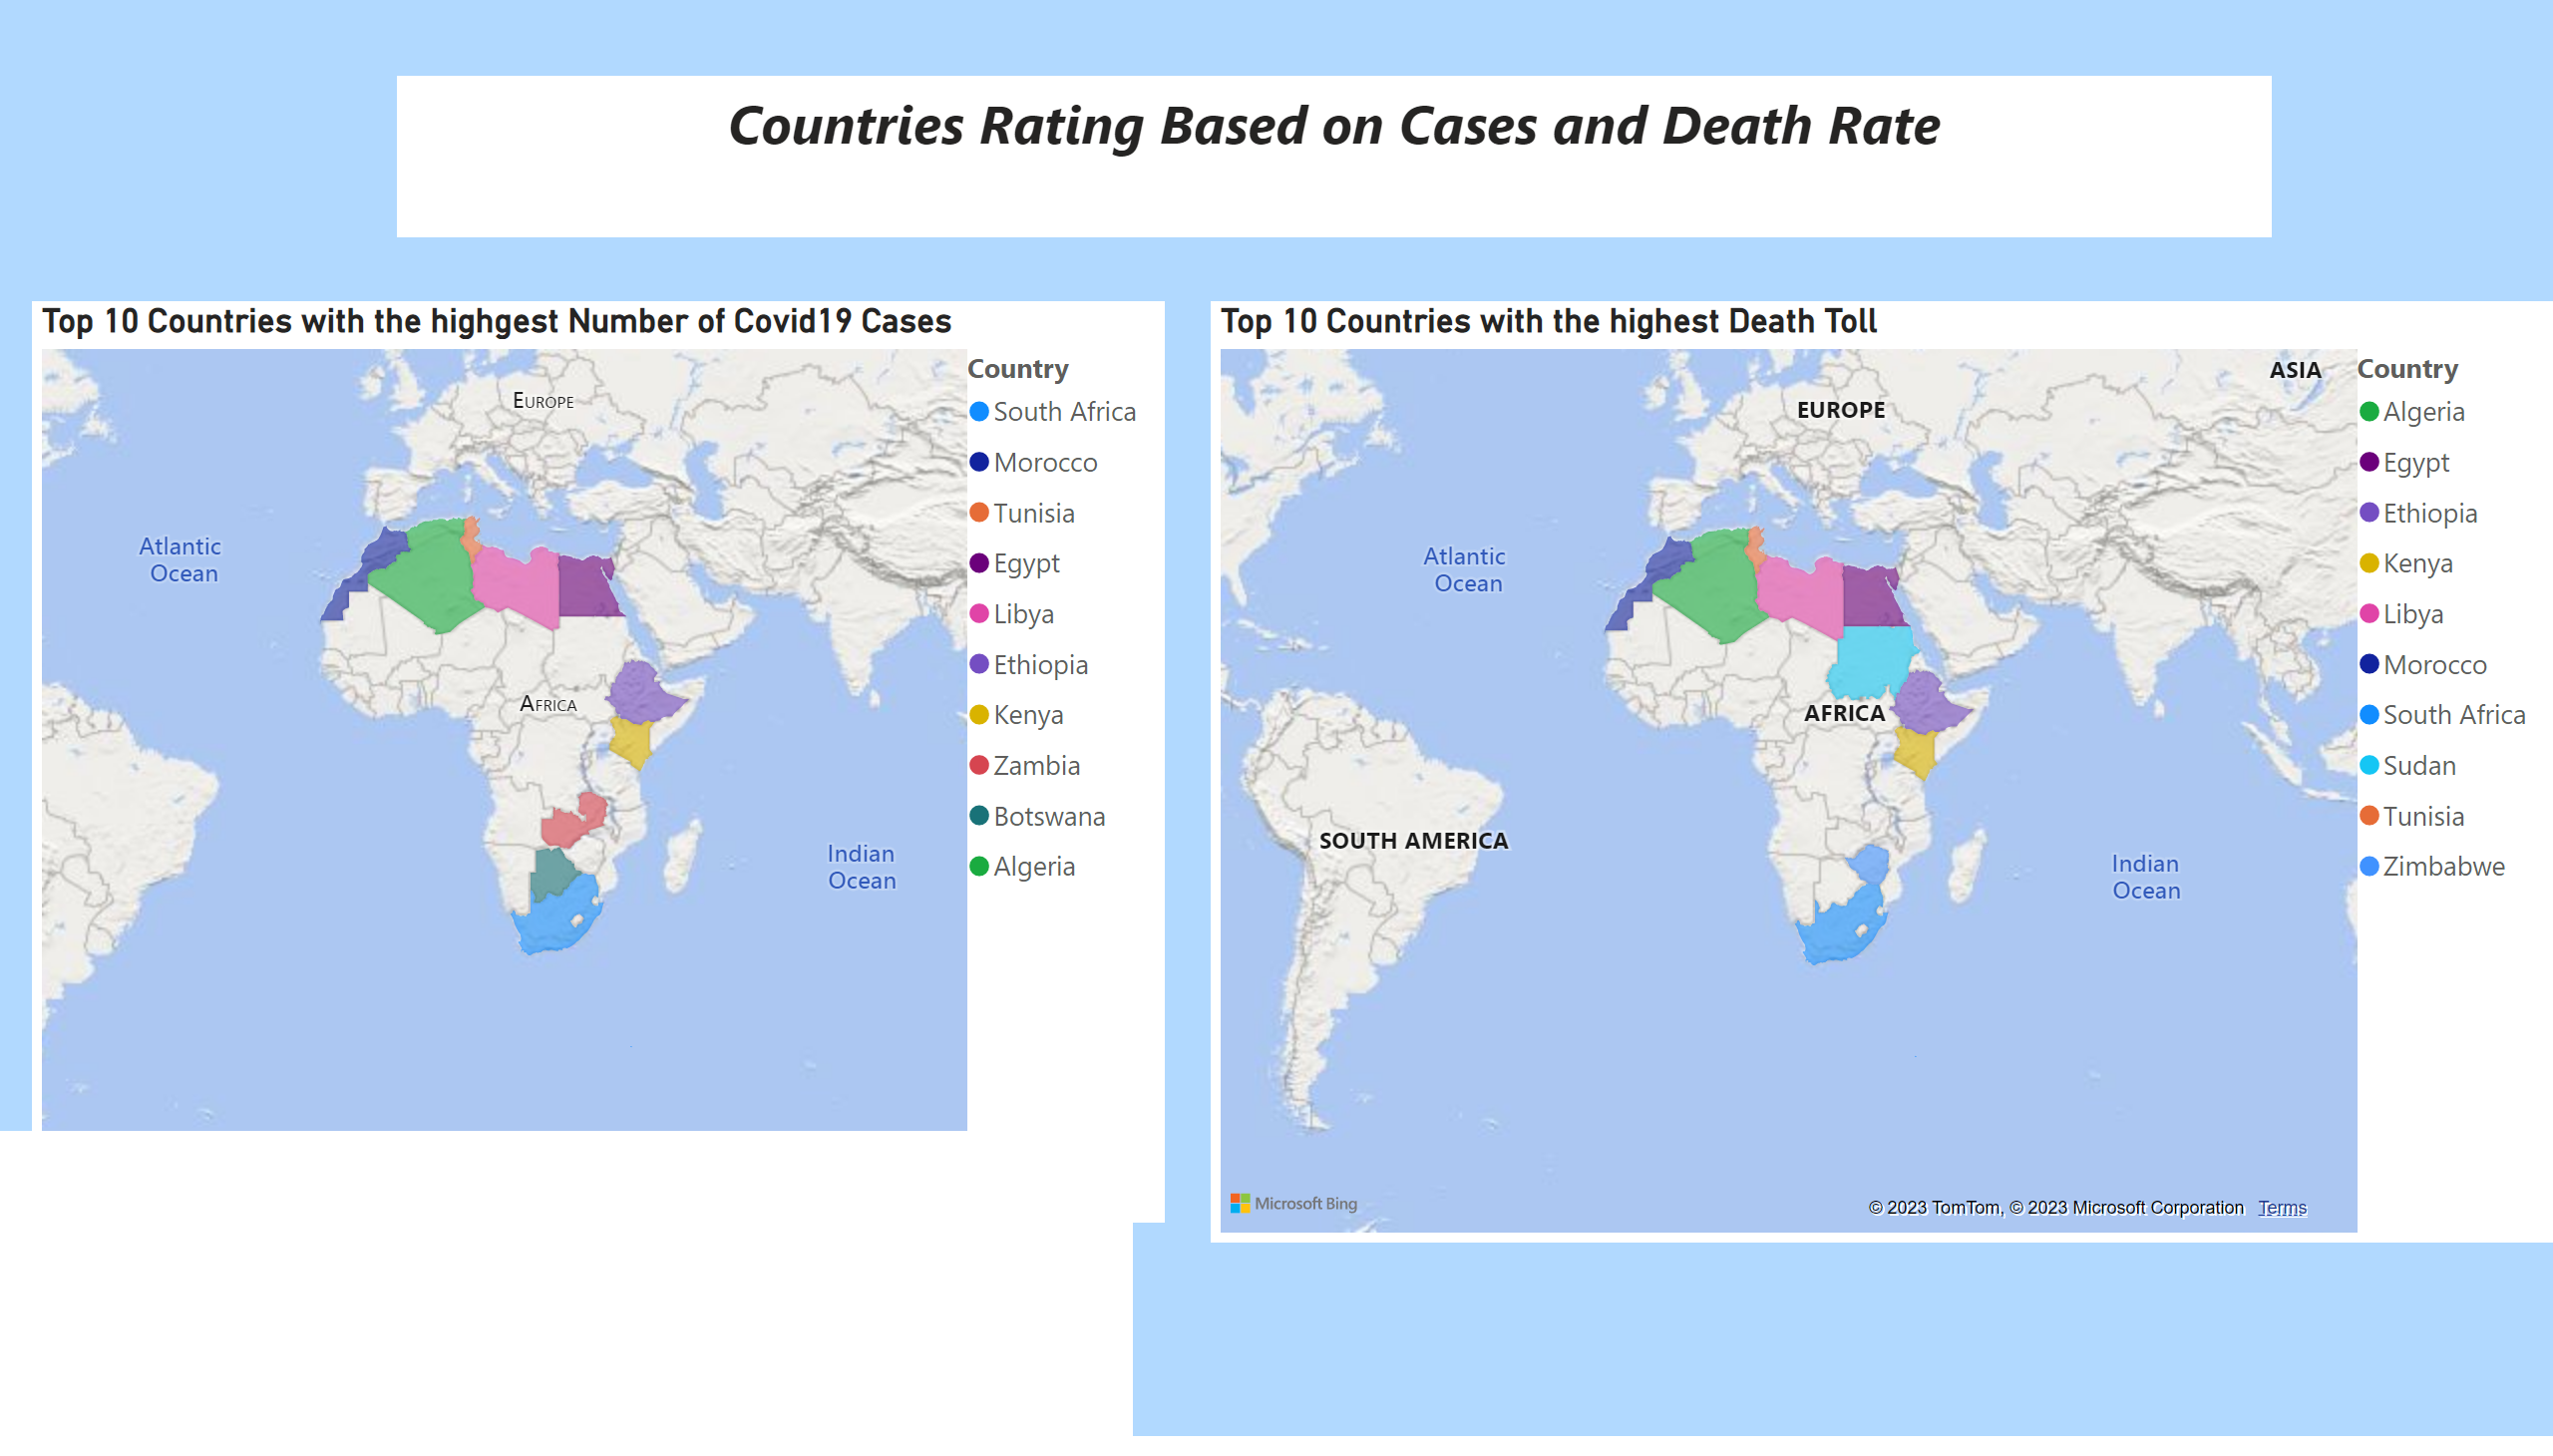 Countries Rating Based on Cases and Death Rate
Top 10 Countries with the highgest Number of Covid19 Cases
EUROPE
Atlantic
Ocean
AFRICA
Indian
Ocean
Country
South Africa
Morocco
Tunisia
Egypt
Libya
Ethiopia
Kenya
Zambia
Botswana
Algeria
Top 10 Countries with the highest Death Toll
ASIA
EUROPE
Atlantic
Ocean
AFRICA
SOUTH AMERICA
Indian
Ocean
Microsoft Bing
© 2023 TomTom, © 2023 Microsoft Corporation Terms
Country
Algeria
Egypt
Ethiopia
Kenya
Libya
Morocco
South Africa
Sudan
Tunisia
Zimbabwe